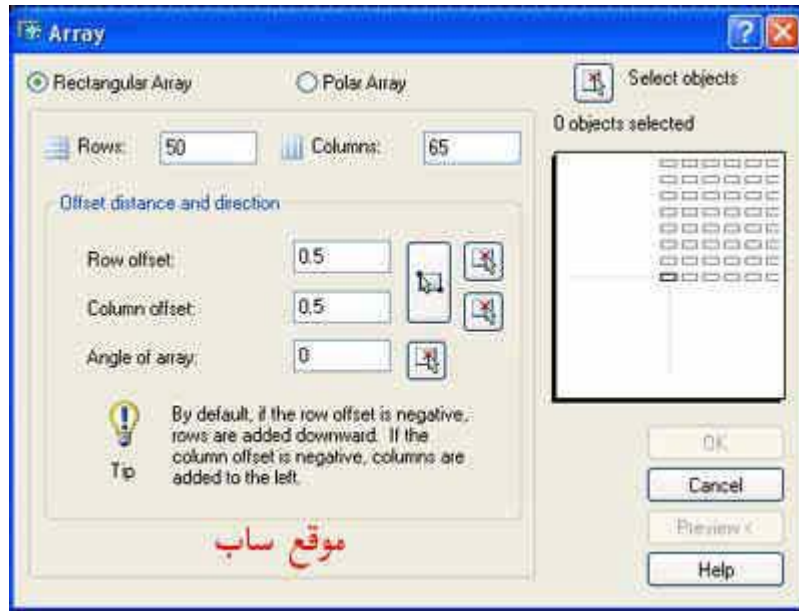 Array
Rectangular Array
Polar Array
Select objects
0 objects selected
Rows: 50
Columns: 65
Offset distance and direction
Row offset: 0.5
Column offset: 0.5
Angle of array: 0
By default, if the row offset is negative,
rows are added downward. If the
column offset is negative, columns are
added to the left.
Tip
OK
Cancel
Preview <
Help
موقع ساب